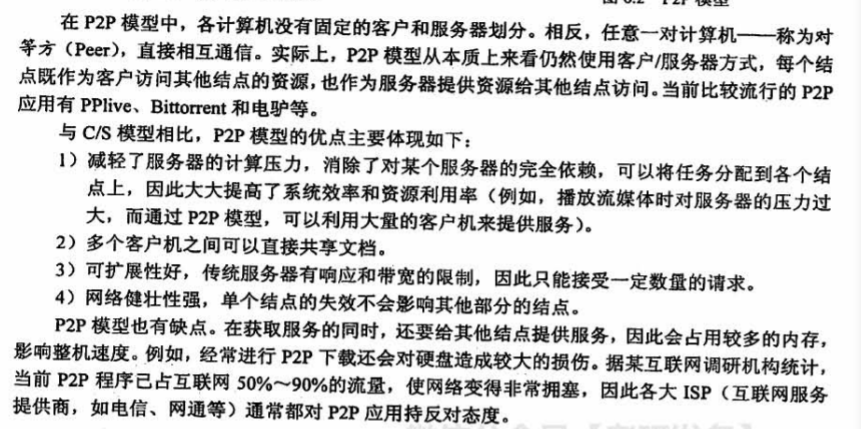 在 P2P 模型中，各计算机没有固定的客户和服务器划分。相反，任意一对计算机——称为对
等方（Peer），直接相互通信。实际上，P2P 模型从本质上来看仍然使用客户/服务器方式，每个结
点既作为客户访问其他结点的资源，也作为服务器提供资源给其他结点访问。当前比较流行的 P2P
应用有 PPlive、Bittorrent 和电驴等。
与 C/S 模型相比，P2P 模型的优点主要体现如下：
1）减轻了服务器的计算压力，消除了对某个服务器的完全依赖，可以将任务分配到各个结
点上，因此大大提高了系统效率和资源利用率（例如，播放流媒体时对服务器的压力过
大，而通过 P2P 模型，可以利用大量的客户机来提供服务）。
2）多个客户机之间可以直接共享文档。
3）可扩展性好，传统服务器有响应和带宽的限制，因此只能接受一定数量的请求。
4）网络健壮性强，单个结点的失效不会影响其他部分的结点。
P2P 模型也有缺点。在获取服务的同时，还要给其他结点提供服务，因此会占用较多的内存，
影响整机速度。例如，经常进行 P2P 下载还会对硬盘造成较大的损伤。据某互联网调研机构统计，
当前 P2P 程序已占互联网 50%～90%的流量，使网络变得非常拥塞，因此各大 ISP（互联网服务
提供商，如电信、网通等）通常都对 P2P 应用持反对态度。